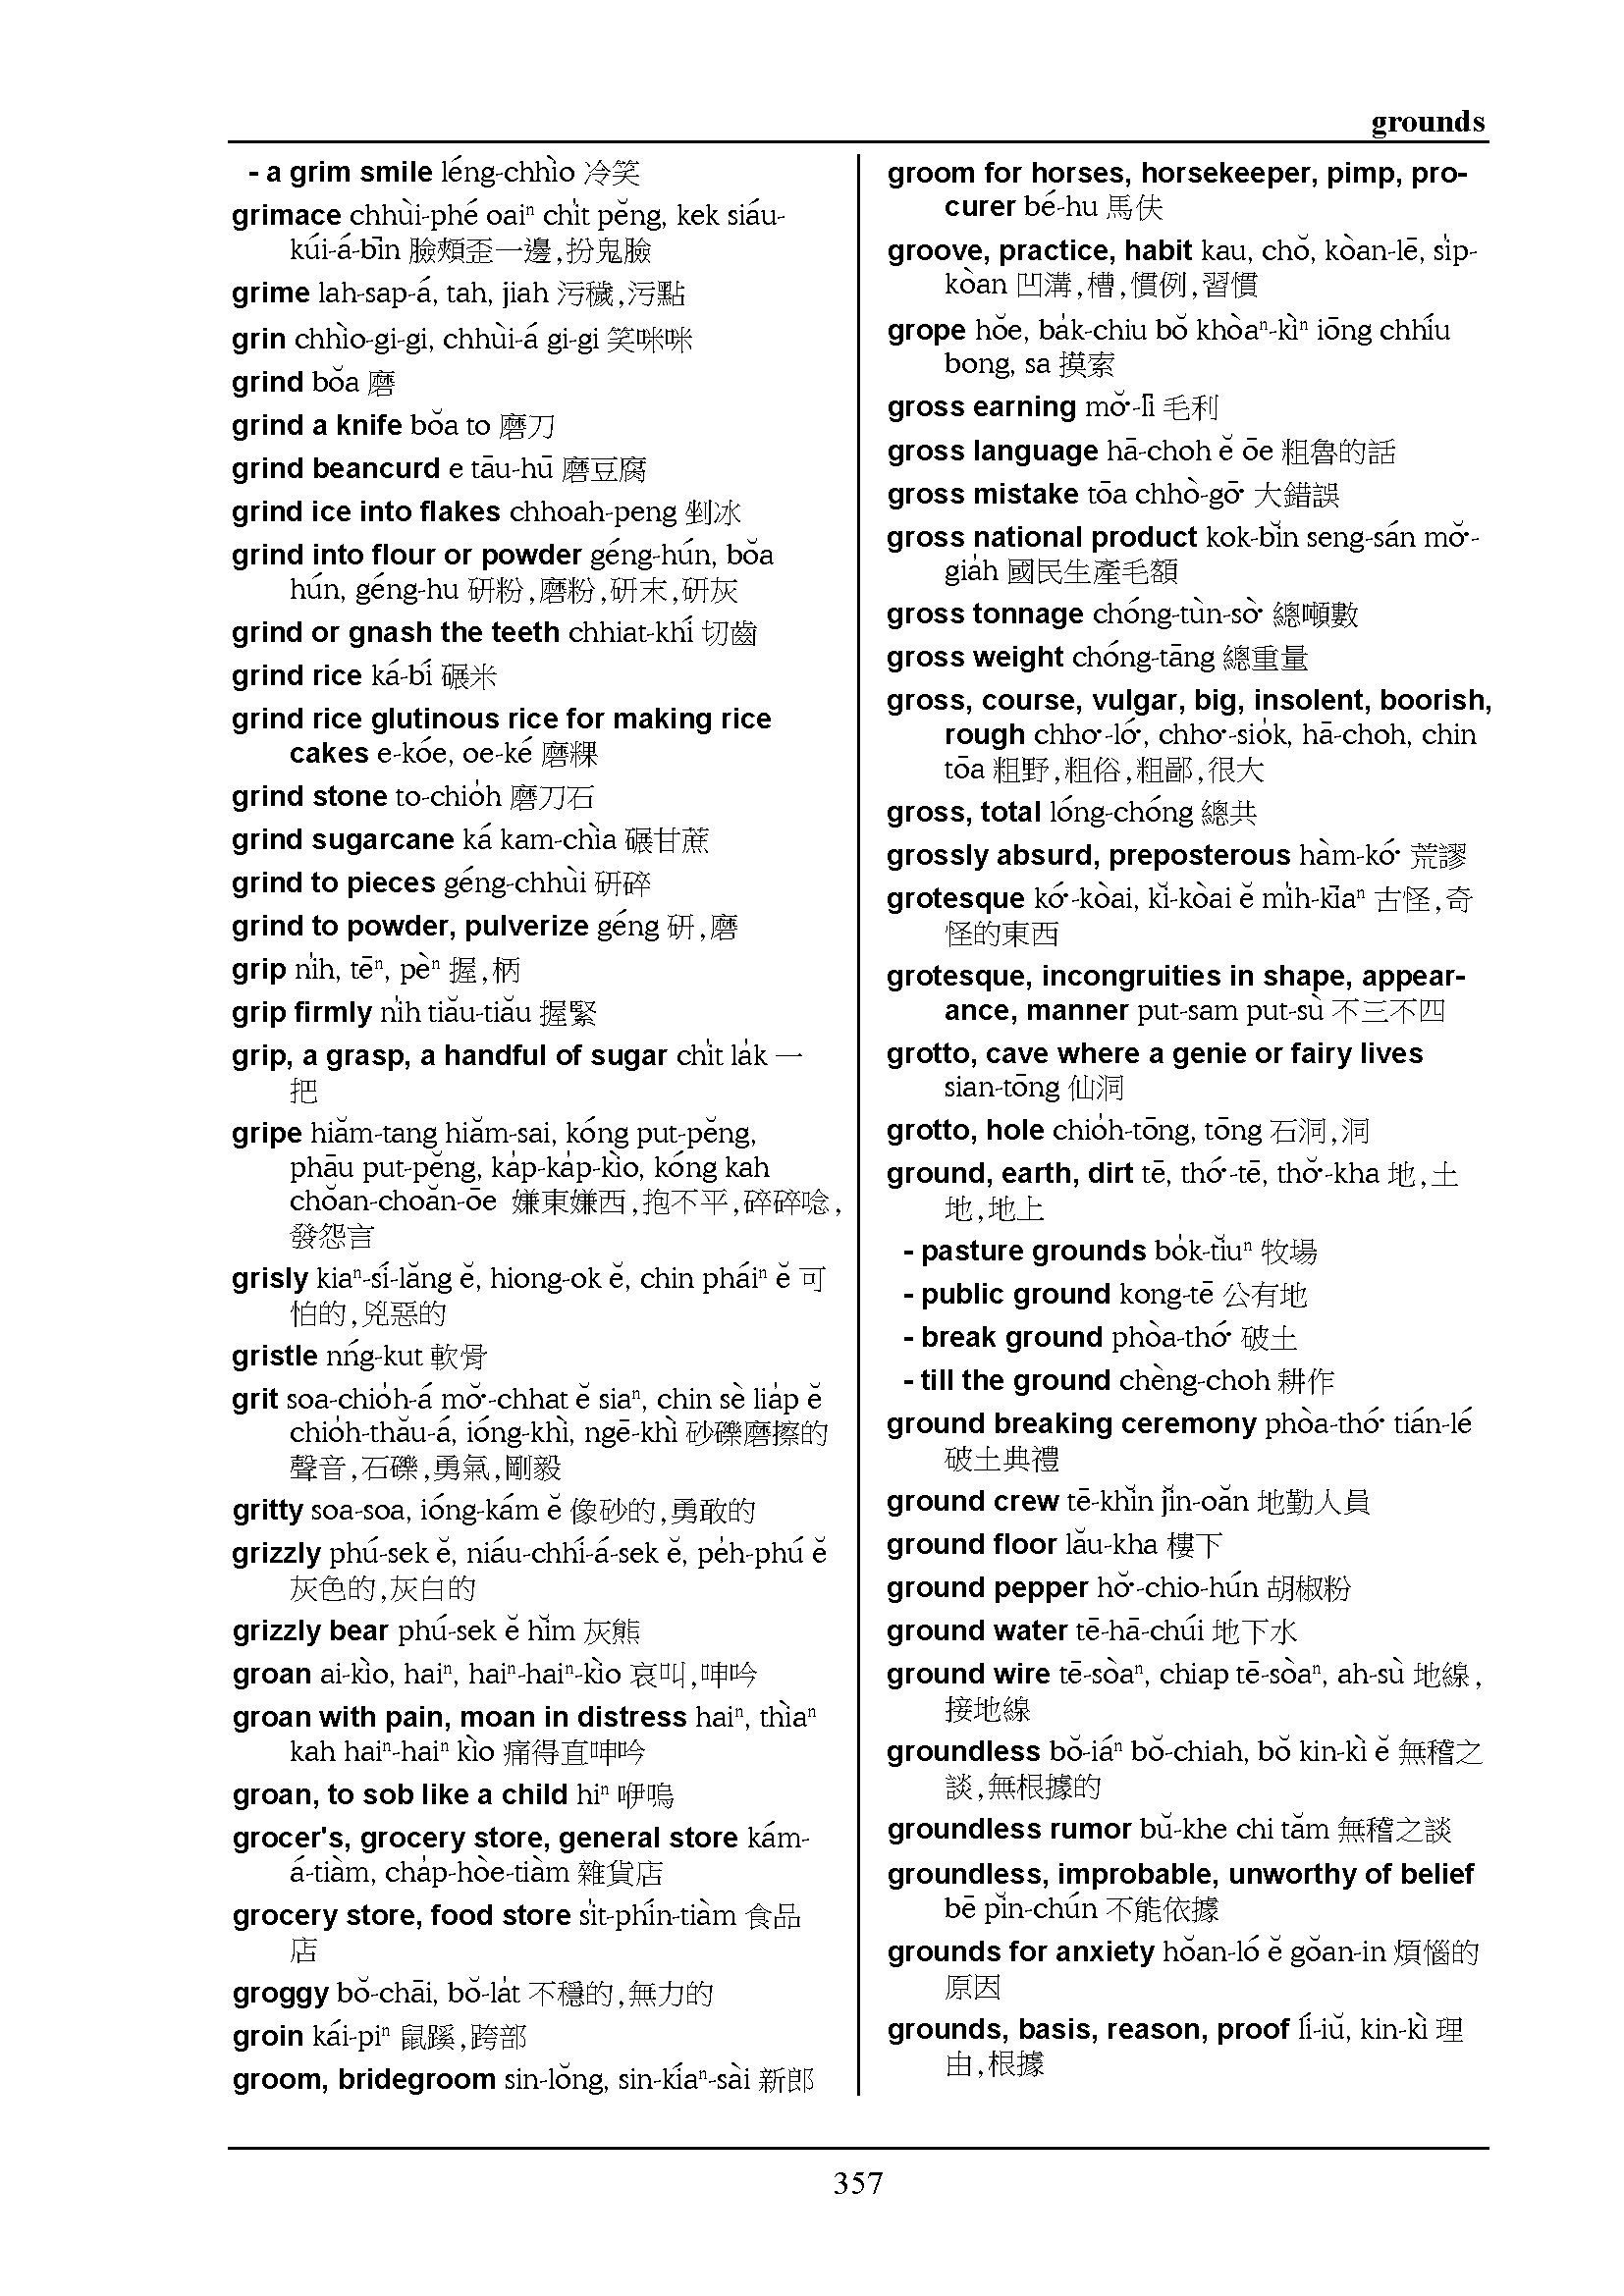 grounds
- a grim smile léng-chhìo 冷笑
grimace chhùi-phé oaiⁿ chi̍t pĕng, kek siáu-
kúi-á-bīn 臉頰歪一邊,扮鬼臉
grime lah-sap-á, tah, jiah 污穢,污點
grin chhìo-gi-gi, chhùi-á gi-gi 笑咪咪
grind bŏa 磨
grind a knife bŏa to 磨刀
grind beancurd e tāu-hū 磨豆腐
grind ice into flakes chhoah-peng 剉冰
grind into flour or powder géng-hún, bŏa
hún, géng-hu 研粉,磨粉,研末,研灰
grind or gnash the teeth chhiat-khí 切齒
grind rice ká-bí 碾米
grind rice glutinous rice for making rice
cakes e-kóe, oe-ké 磨粿
grind stone to-chio̍h 磨刀石
grind sugarcane ká kam-chìa 碾甘蔗
grind to pieces géng-chhùi 研碎
grind to powder, pulverize géng 研,磨
grip ni̍h, tēⁿ, pèⁿ 握,柄
grip firmly ni̍h tiău-tiău 握緊
grip, a grasp, a handful of sugar chi̍t la̍k 一
把
gripe hiăm-tang hiăm-sai, kóng put-pĕng,
phāu put-pĕng, ka̍p-ka̍p-kìo, kóng kah
chŏan-choăn-ōe 嫌東嫌西,抱不平,碎碎唸,
發怨言
grisly kiaⁿ-sí-lăng ĕ, hiong-ok ĕ, chin pháiⁿ ĕ 可
怕的,兇惡的
gristle nńg-kut 軟骨
grit soa-chio̍h-á mŏ͘-chhat ĕ siaⁿ, chin sè lia̍p ĕ
chio̍h-thău-á, ióng-khì, ngē-khì 砂礫磨擦的
聲音,石礫,勇氣,剛毅
gritty soa-soa, ióng-kám ĕ 像砂的,勇敢的
grizzly phú-sek ĕ, niáu-chhí-á-sek ĕ, pe̍h-phú ĕ
灰色的,灰白的
grizzly bear phú-sek ĕ hĭm 灰熊
groan ai-kìo, haiⁿ, haiⁿ-haiⁿ-kìo 哀叫,呻吟
groan with pain, moan in distress haiⁿ, thìaⁿ
kah haiⁿ-haiⁿ kìo 痛得直呻吟
groan, to sob like a child hiⁿ 咿嗚
grocer's, grocery store, general store kám-
á-tiàm, cha̍p-hòe-tiàm 雜貨店
grocery store, food store si̍t-phín-tiàm 食品
店
groggy bŏ-chāi, bŏ-la̍t 不穩的,無力的
groin kái-piⁿ 鼠蹊,跨部
groom, bridegroom sin-lŏng, sin-kíaⁿ-sài 新郎
groom for horses, horsekeeper, pimp, pro-
curer bé-hu 馬伕
groove, practice, habit kau, chŏ, kòan-lē, si̍p-
kòan 凹溝,槽,慣例,習慣
grope hŏe, ba̍k-chiu bŏ khòaⁿ-kìⁿ iōng chhíu
bong, sa 摸索
gross earning mŏ͘-lī 毛利
gross language hā-choh ĕ ōe 粗魯的話
gross mistake tōa chhò-gō͘ 大錯誤
gross national product kok-bĭn seng-sán mŏ͘-
gia̍h 國民生產毛額
gross tonnage chóng-tùn-sò͘ 總噸數
gross weight chóng-tāng 總重量
gross, course, vulgar, big, insolent, boorish,
rough chho͘-ló͘, chho͘-sio̍k, hā-choh, chin
tōa 粗野,粗俗,粗鄙,很大
gross, total lóng-chóng 總共
grossly absurd, preposterous hàm-kó͘ 荒謬
grotesque kó͘-kòai, kĭ-kòai ĕ mi̍h-kīaⁿ 古怪,奇
怪的東西
grotesque, incongruities in shape, appear-
ance, manner put-sam put-sù 不三不四
grotto, cave where a genie or fairy lives
sian-tōng 仙洞
grotto, hole chio̍h-tōng, tōng 石洞,洞
ground, earth, dirt tē, thó͘-tē, thŏ͘-kha 地,土
地,地上
- pasture grounds bo̍k-tĭuⁿ 牧場
- public ground kong-tē 公有地
- break ground phòa-thó͘ 破土
- till the ground chèng-choh 耕作
ground breaking ceremony phòa-thó͘ tián-lé
破土典禮
ground crew tē-khĭn jĭn-oăn 地勤人員
ground floor lău-kha 樓下
ground pepper hŏ͘-chio-hún 胡椒粉
ground water tē-hā-chúi 地下水
ground wire tē-sòaⁿ, chiap tē-sòaⁿ, ah-sù 地線,
接地線
groundless bŏ-iáⁿ bŏ-chiah, bŏ kin-kì ĕ 無稽之
談,無根據的
groundless rumor bŭ-khe chi tăm 無稽之談
groundless, improbable, unworthy of belief
bē pĭn-chún 不能依據
grounds for anxiety hŏan-ló ĕ gŏan-in 煩惱的
原因
grounds, basis, reason, proof lí-iŭ, kin-kì 理
由,根據
357